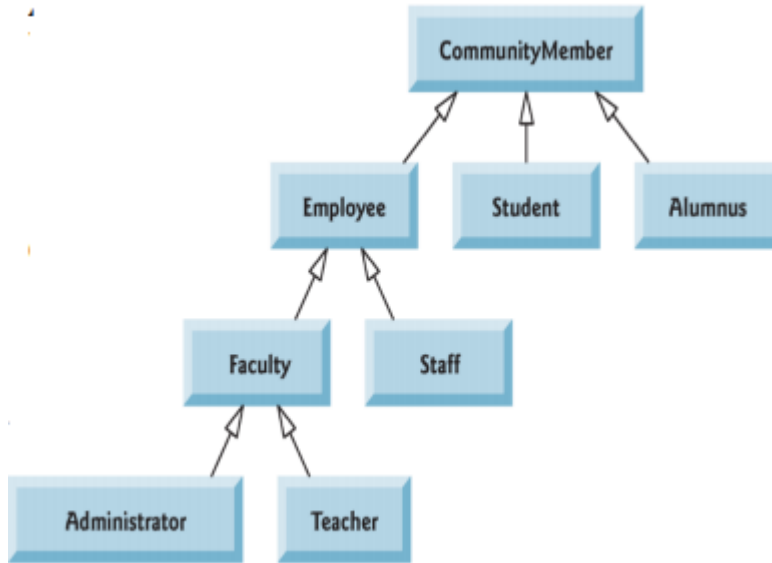 CommunityMember
Employee
Student
Alumnus
Faculty
Staff
Administrator
Teacher